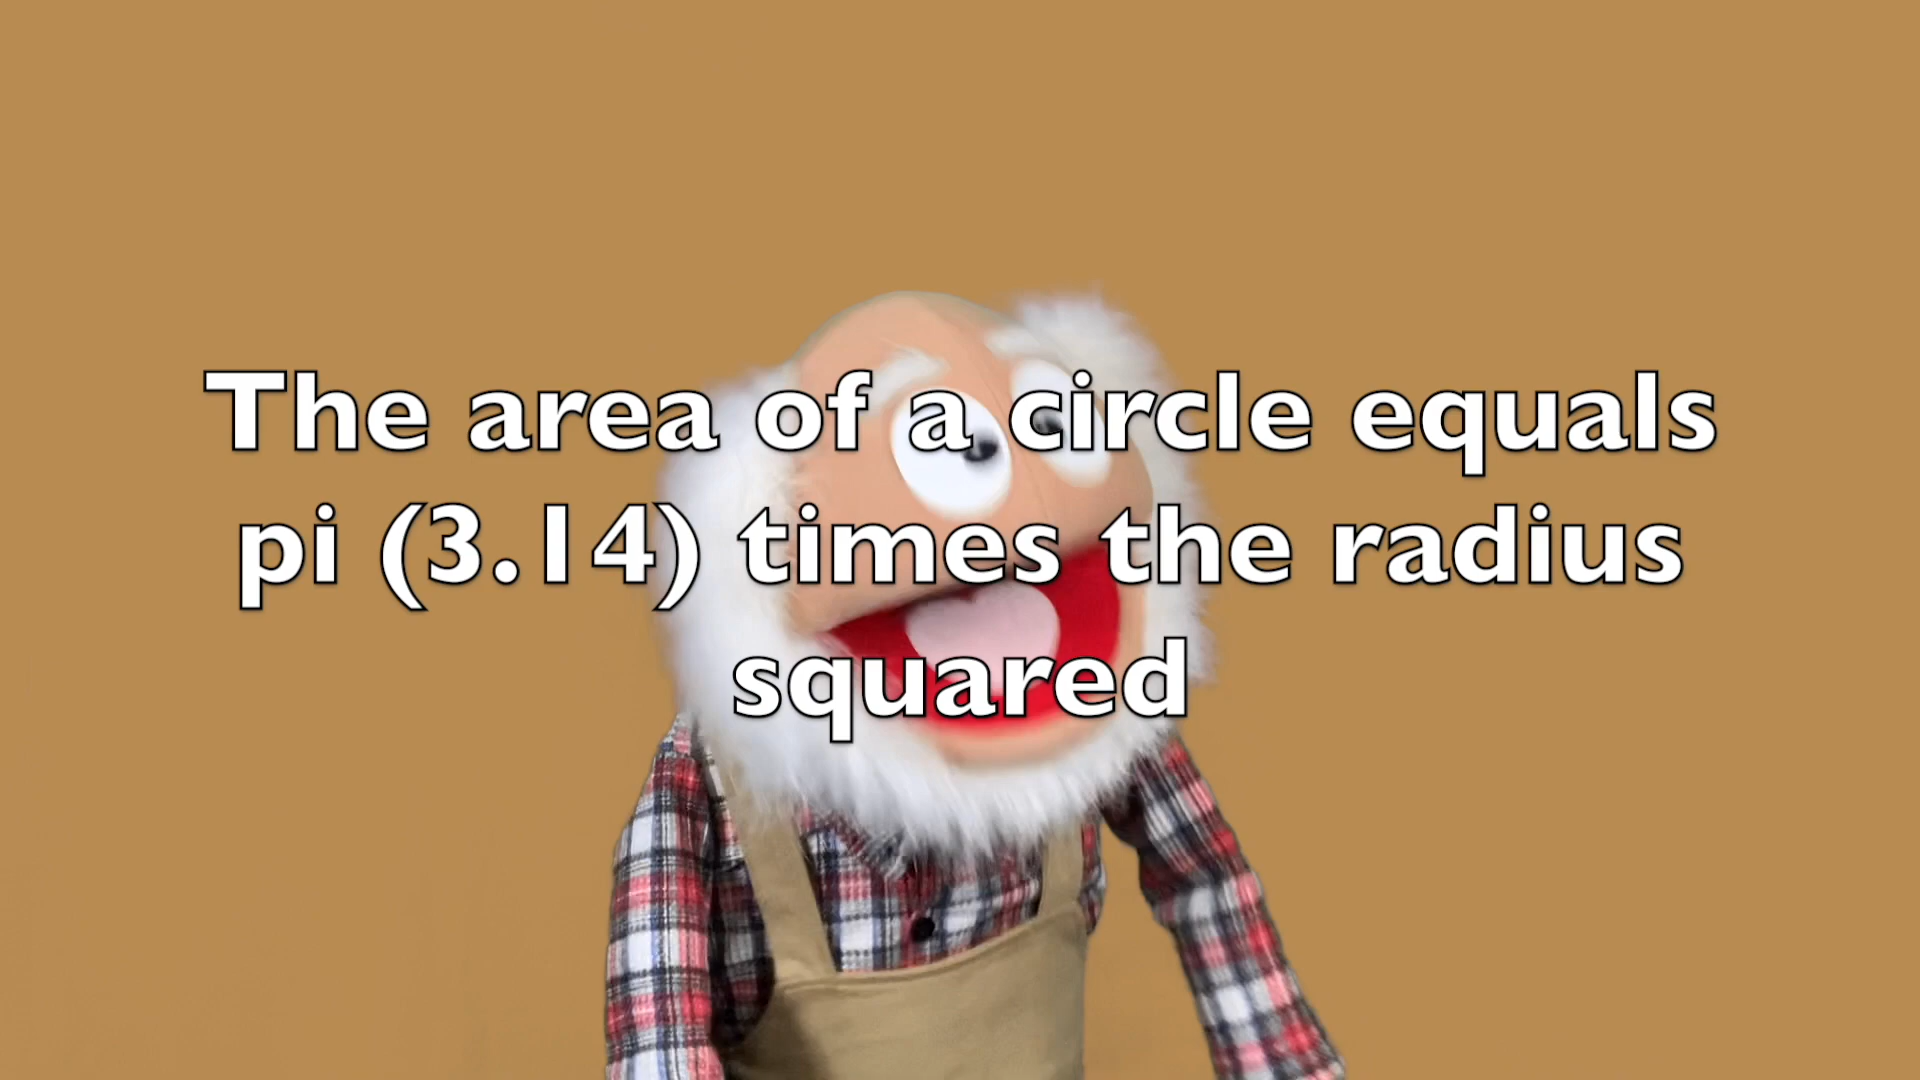 The area of a circle equals
pi (3.14) times the radius
squared